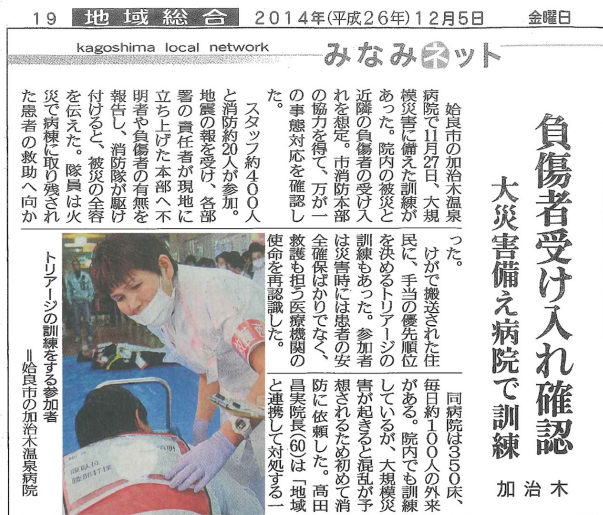 19 地域総合 2014年(平成26年)12月5日 金曜日
kagoshima local network みなみネット
負傷者受け入れ確認
大災害備え病院で訓練
加治木
姶良市の加治木温泉
病院で11月27日、大規
模災害に備えた訓練が
あった。院内の被災と
近隣の負傷者の受け入
れを想定。市消防本部
の協力を得て、万が一
の事態対応を確認し
た。
スタッフ約400人
と消防約20人が参加。
地震の報を受け、各部
署の責任者が現地に
立ち上げた本部へ不
明者や負傷者の有無を
報告し、消防隊が駆け
付けると、被災の全容
を伝えた。隊員は火
災で病棟に取り残され
た患者の救助へ向か
った。
けがで搬送された住
民に、手当の優先順位
を決めるトリアージの
訓練もあった。参加者
は災害時には患者の安
全確保ばかりでなく、
救護も担う医療機関の
使命を再認識した。
同病院は350床、
毎日約100人の外来
がある。院内でも訓練
しているが、大規模災
害が起きると混乱が予
想されるため初めて消
防に依頼した。高田
昌実院長(60)は「地域
と連携して対処する一
トリアージの訓練をする参加者
＝姶良市の加治木温泉病院